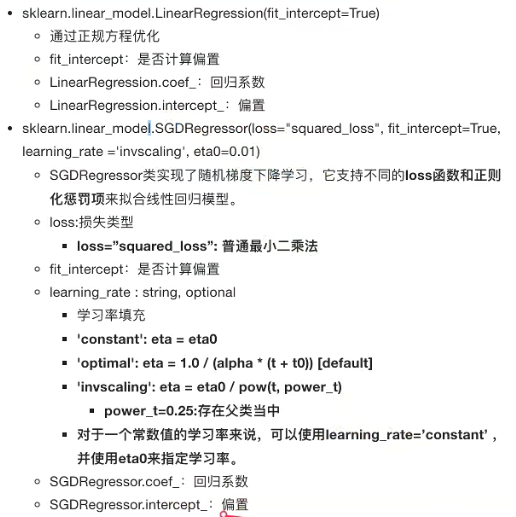 sklearn.linear_model.LinearRegression(fit_intercept=True)
通过正规方程优化
fit_intercept：是否计算偏置
LinearRegression.coef_：回归系数
LinearRegression.intercept_：偏置
sklearn.linear_model.SGDRegressor(loss="squared_loss", fit_intercept=True,
learning_rate ='invscaling', eta0=0.01)
SGDRegressor类实现了随机梯度下降学习，它支持不同的loss函数和正则
化惩罚项来拟合线性回归模型。
loss:损失类型
loss=”squared_loss”: 普通最小二乘法
fit_intercept：是否计算偏置
learning_rate : string, optional
学习率填充
'constant': eta = eta0
'optimal': eta = 1.0 / (alpha * (t + t0)) [default]
'invscaling': eta = eta0 / pow(t, power_t)
power_t=0.25:存在父类当中
对于一个常数值的学习率来说，可以使用learning_rate=’constant’ ，
并使用eta0来指定学习率。
SGDRegressor.coef_：回归系数
SGDRegressor.intercept_：偏置